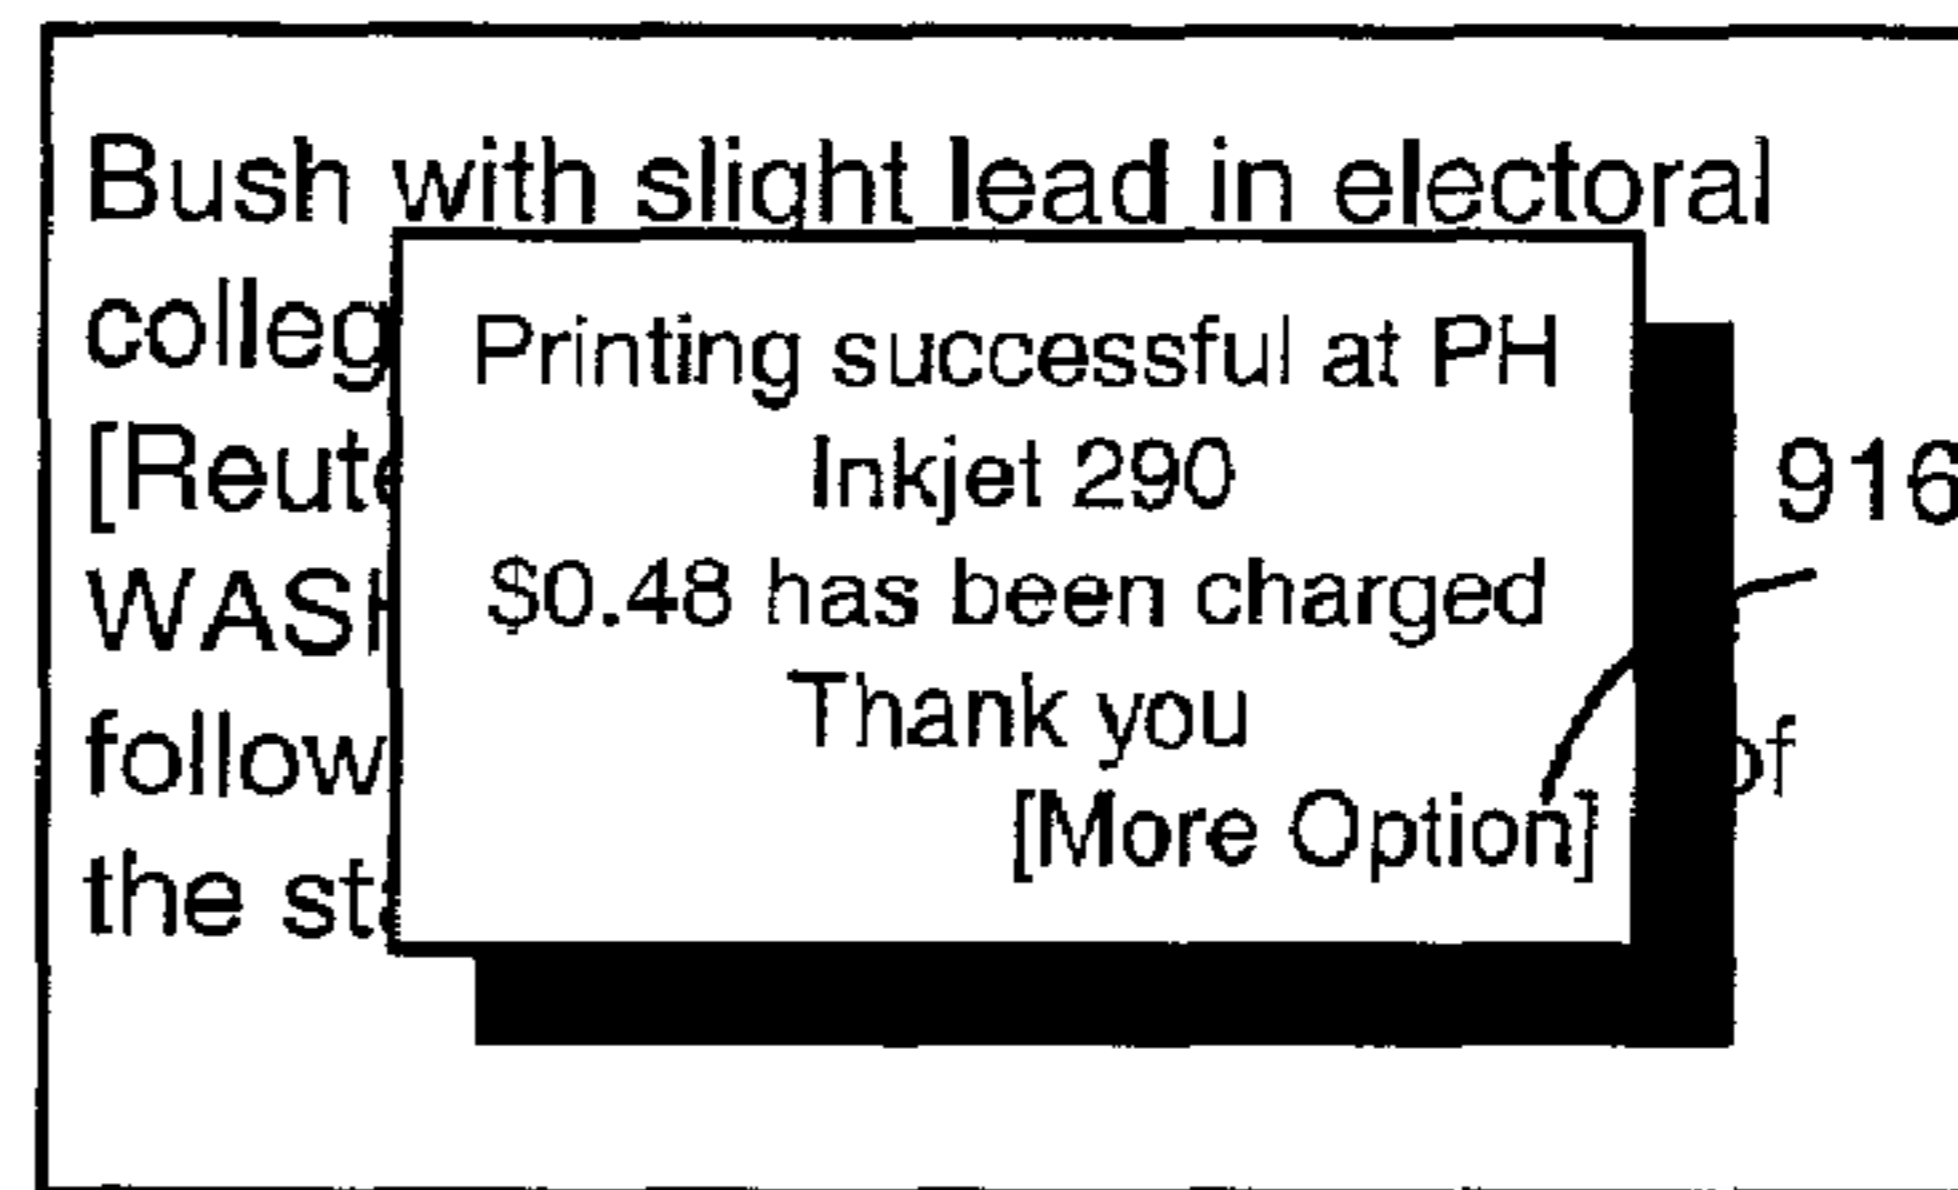 Bush with slight lead in electoral
colleg
[Reut
WASH
follow
of
the st
Printing successful at PH
Inkjet 290
$0.48 has been charged
Thank you
[More Option]
916